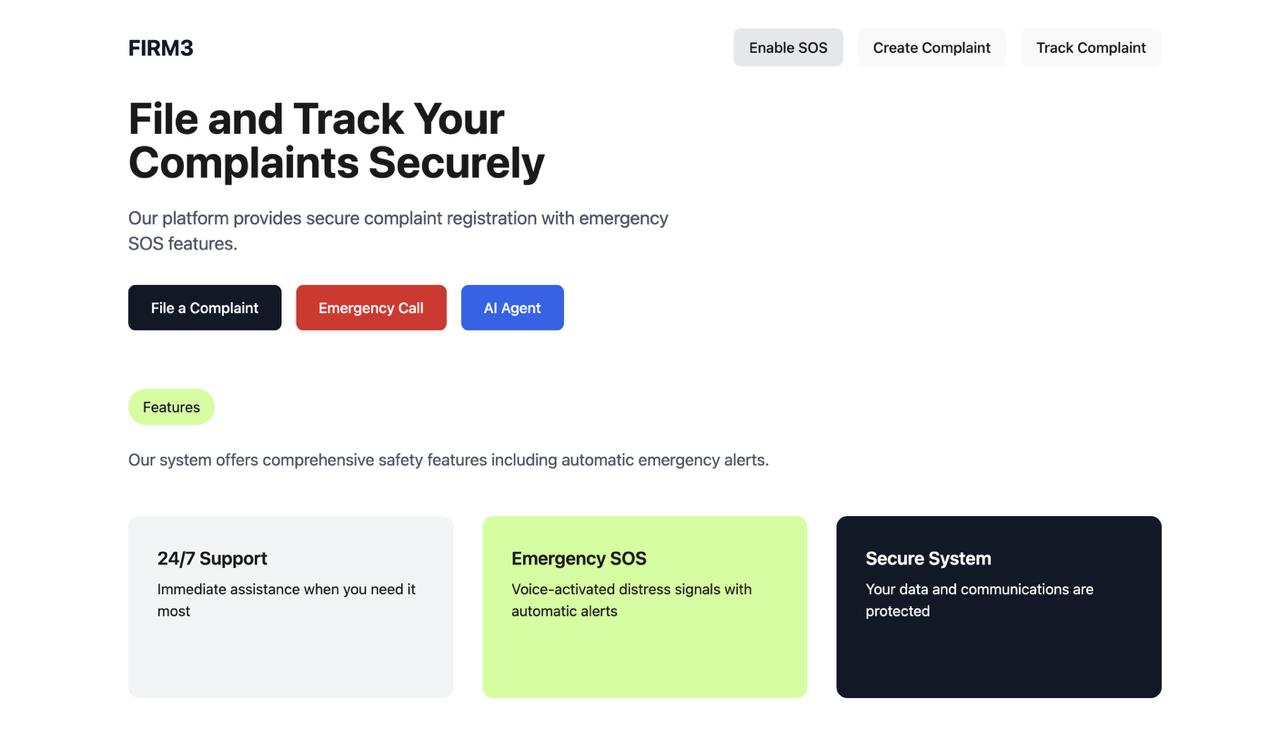 FIRM3
Enable SOS
Create Complaint
Track Complaint
File and Track Your
Complaints Securely
Our platform provides secure complaint registration with emergency
SOS features.
File a Complaint
Emergency Call
AI Agent
Features
Our system offers comprehensive safety features including automatic emergency alerts.
24/7 Support
Immediate assistance when you need it
most
Emergency SOS
Voice-activated distress signals with
automatic alerts
Secure System
Your data and communications are
protected